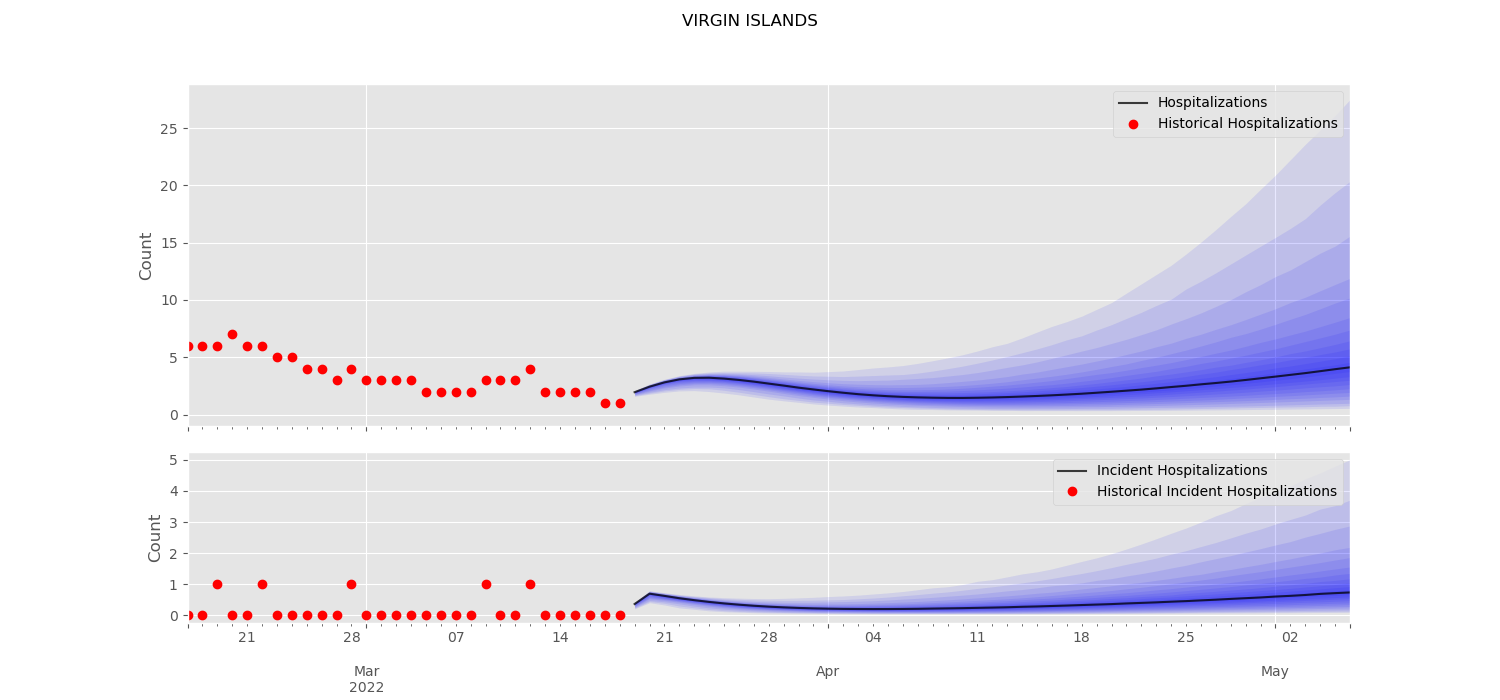 VIRGIN ISLANDS
Hospitalizations
Historical Hospitalizations
25
20
15
10
5
0
Count
Incident Hospitalizations
Historical Incident Hospitalizations
5
4
3
2
1
0
Count
21 28 07 14 21 28 04 11 18 25 02
Mar Apr May
2022